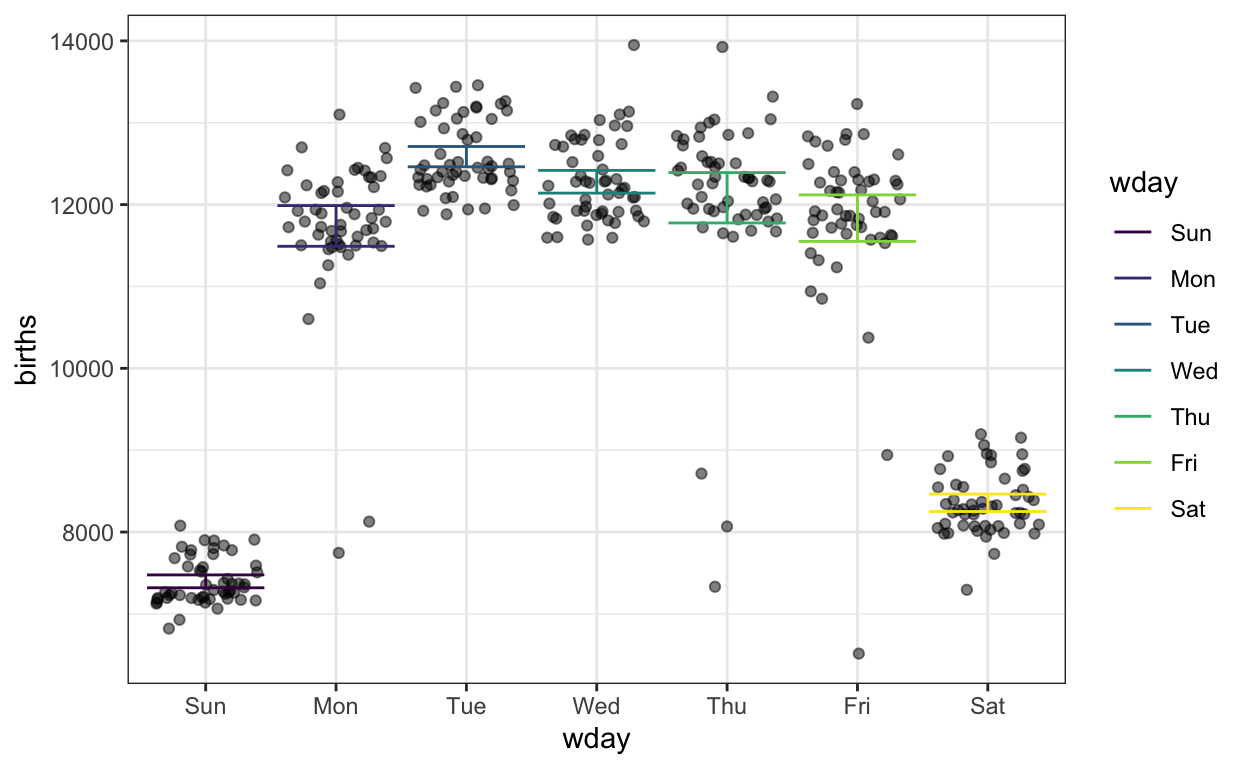 births
14000
12000
10000
8000
Sun Mon Tue Wed Thu Fri Sat
wday
wday
Sun
Mon
Tue
Wed
Thu
Fri
Sat